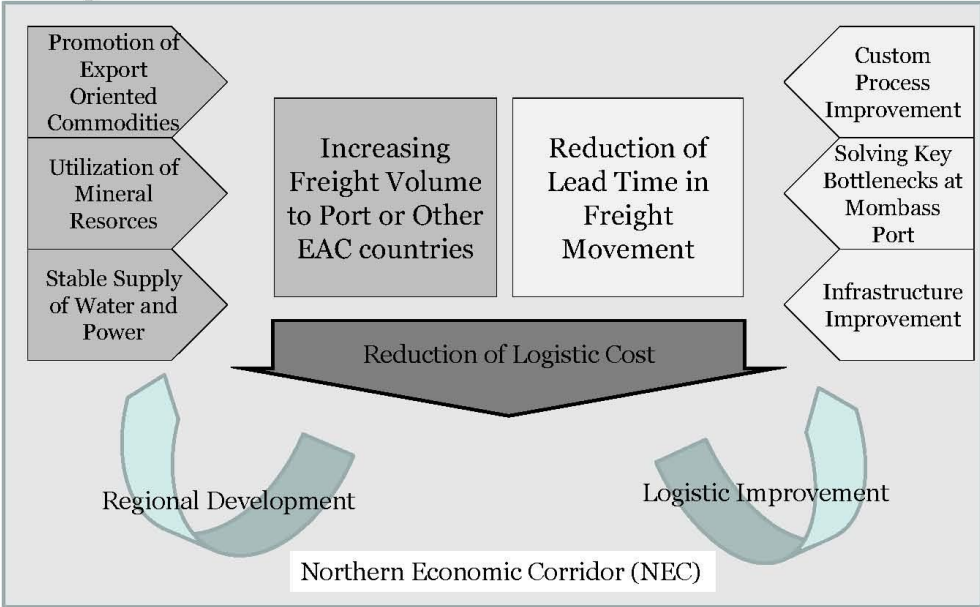 Promotion of
Export
Oriented
Commodities
Utilization of
Mineral
Resorces
Stable Supply
of Water and
Power
Increasing
Freight Volume
to Port or Other
EAC countries
Reduction of
Lead Time in
Freight
Movement
Custom
Process
Improvement
Solving Key
Bottlenecks at
Mombass
Port
Infrastructure
Improvement
Reduction of Logistic Cost
Regional Development
Logistic Improvement
Northern Economic Corridor (NEC)